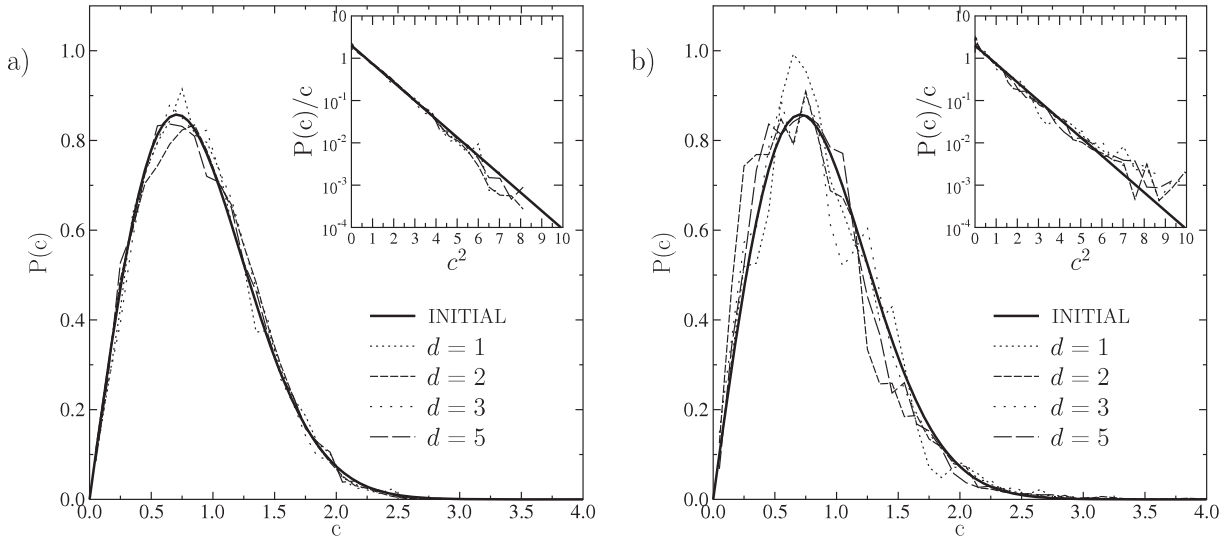 a)
P(c)
1.0
0.8
0.6
0.4
0.2
0.0
0.0 0.5 1.0 1.5 2.0 2.5 3.0 3.5 4.0
c
P(c)/c
10
1
10^-1
10^-2
10^-3
10^-4
0 1 2 3 4 5 6 7 8 9 10
c^2
INITIAL
d = 1
d = 2
d = 3
d = 5
b)
P(c)
1.0
0.8
0.6
0.4
0.2
0.0
0.0 0.5 1.0 1.5 2.0 2.5 3.0 3.5 4.0
c
P(c)/c
10
1
10^-1
10^-2
10^-3
10^-4
0 1 2 3 4 5 6 7 8 9 10
c^2
INITIAL
d = 1
d = 2
d = 3
d = 5